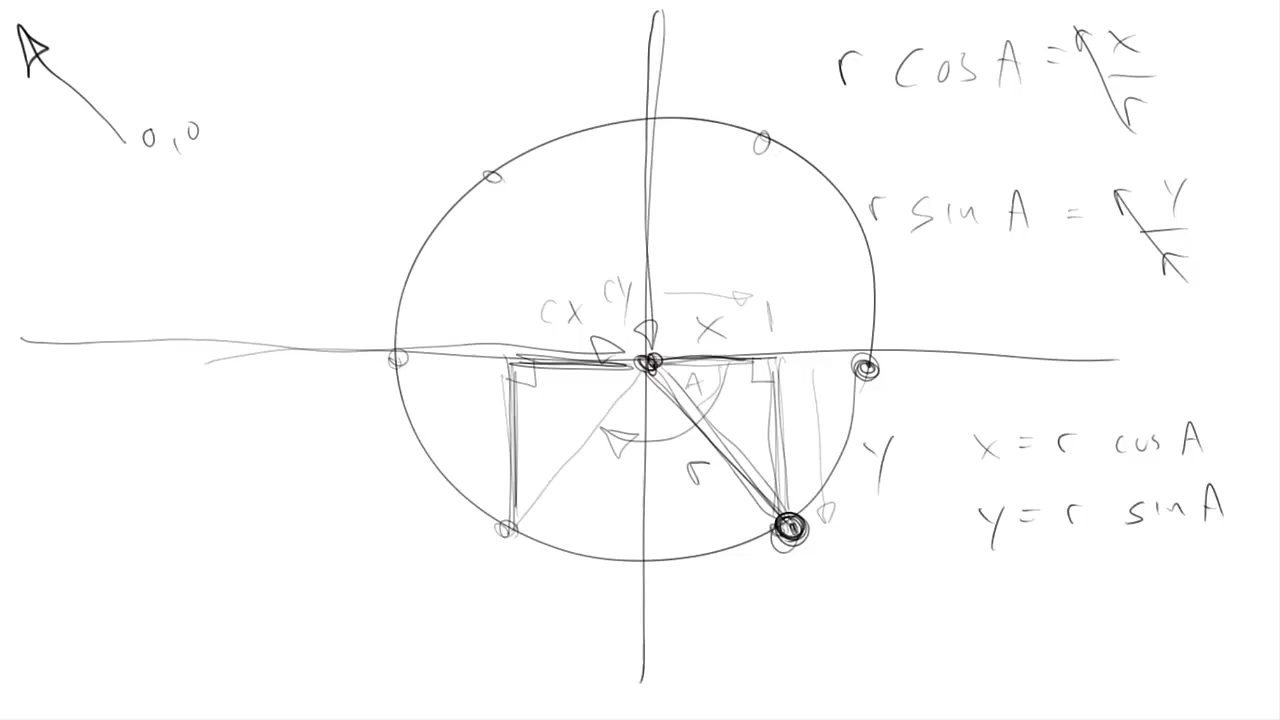 r cos A = r x/r
0,0
r sin A = r y/r
cx cy
x
A
r
y
x = r cos A
y = r sin A